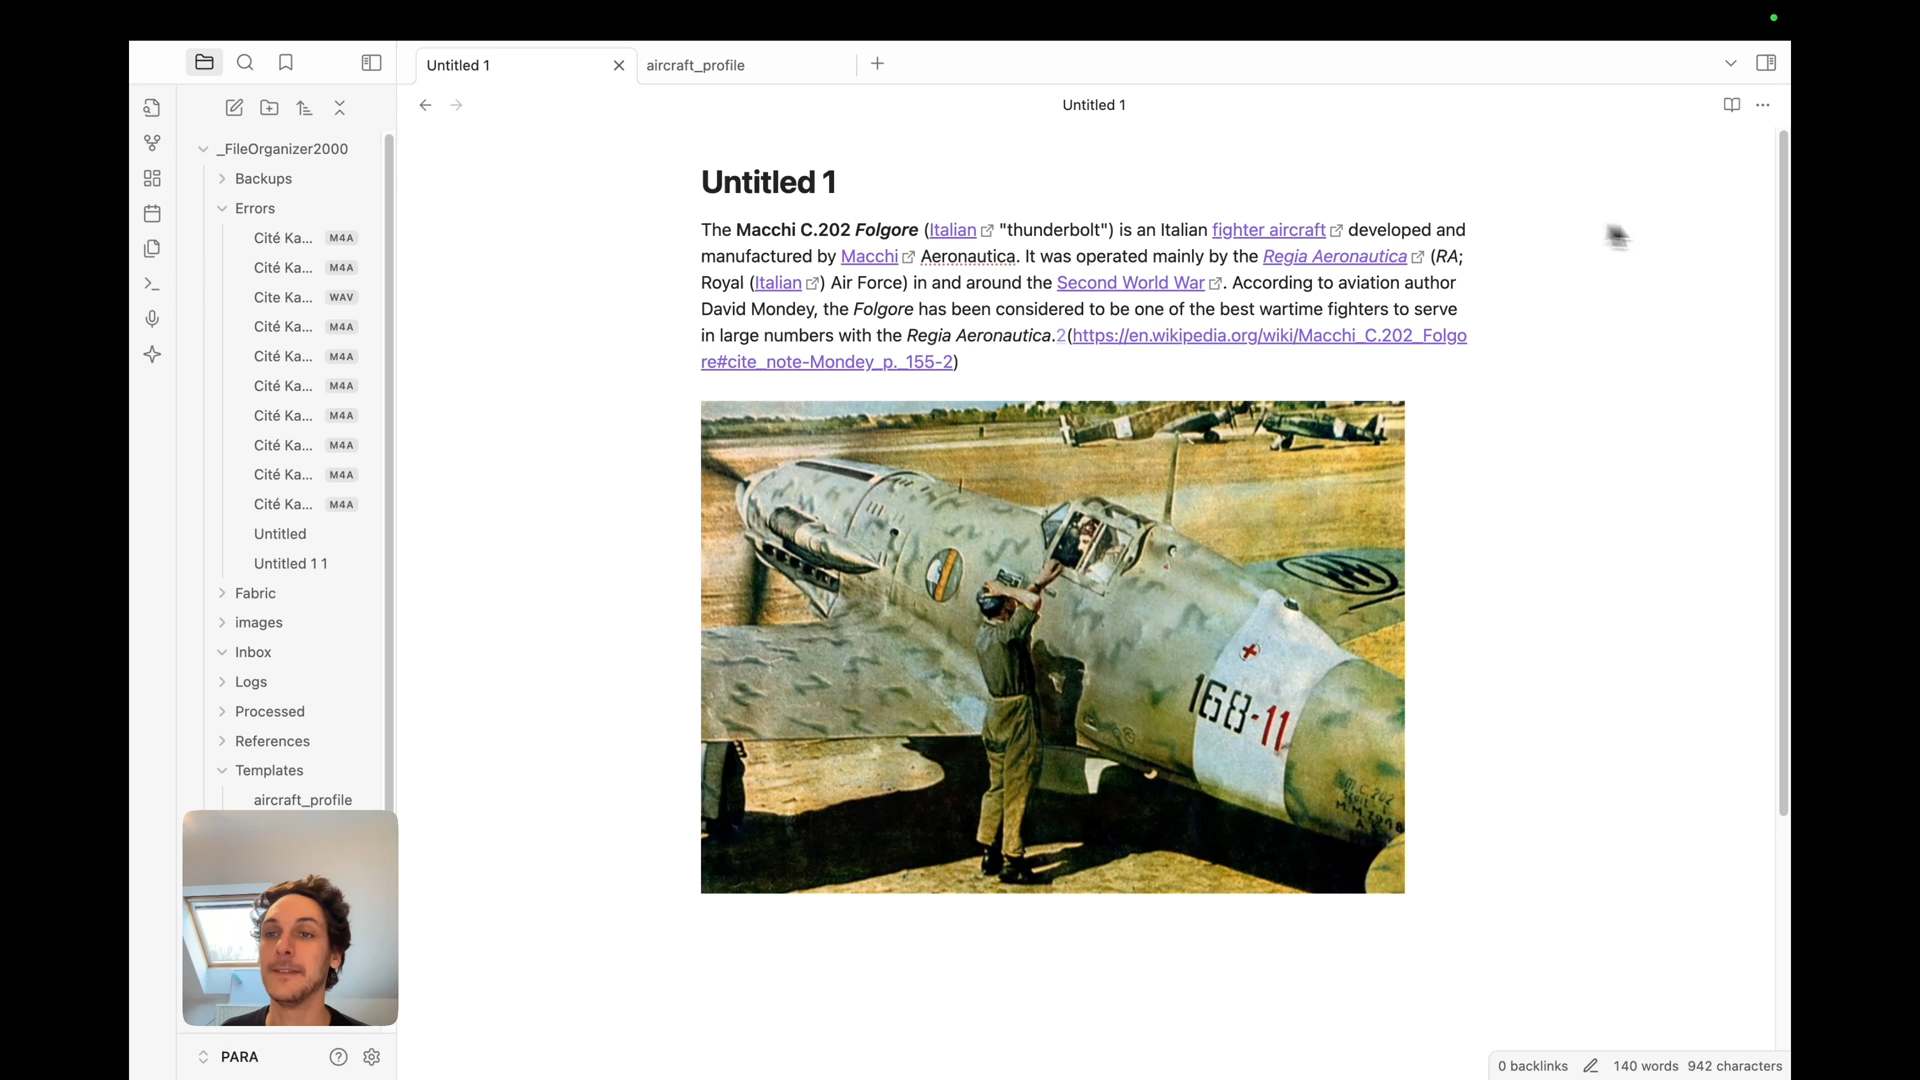 Untitled 1
aircraft_profile
Untitled 1
_FileOrganizer2000
Backups
Errors
Cité Ka... M4A
Cité Ka... M4A
Cite Ka... WAV
Cité Ka... M4A
Cité Ka... M4A
Cité Ka... M4A
Cité Ka... M4A
Cité Ka... M4A
Cité Ka... M4A
Cité Ka... M4A
Untitled
Untitled 1 1
Fabric
images
Inbox
Logs
Processed
References
Templates
aircraft_profile
PARA
Untitled 1
The Macchi C.202 Folgore (Italian "thunderbolt") is an Italian fighter aircraft developed and
manufactured by Macchi Aeronautica. It was operated mainly by the Regia Aeronautica (RA;
Royal (Italian) Air Force) in and around the Second World War. According to aviation author
David Mondey, the Folgore has been considered to be one of the best wartime fighters to serve
in large numbers with the Regia Aeronautica.2(https://en.wikipedia.org/wiki/Macchi_C.202_Folgo
re#cite_note-Mondey_p._155-2)
168-11
M.C. 202
0 backlinks 140 words 942 characters